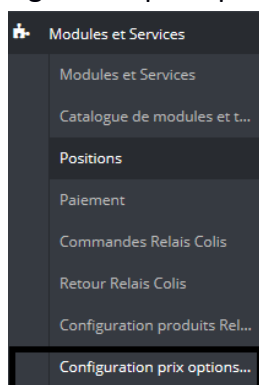 Modules et Services
Modules et Services
Catalogue de modules et t...
Positions
Paiement
Commandes Relais Colis
Retour Relais Colis
Configuration produits Rel...
Configuration prix options...